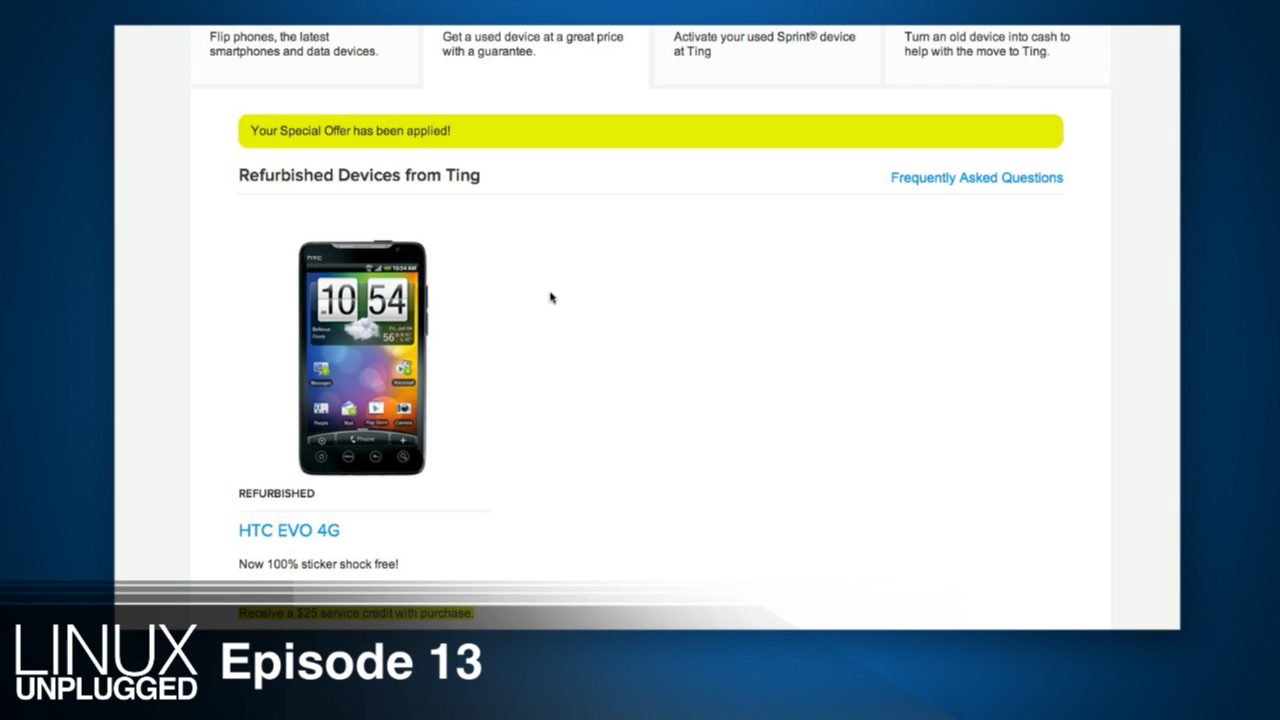 Flip phones, the latest
smartphones and data devices.
Get a used device at a great price
with a guarantee.
Activate your used Sprint® device
at Ting
Turn an old device into cash to
help with the move to Ting.
Your Special Offer has been applied!
Refurbished Devices from Ting
Frequently Asked Questions
hTC
10:54 AM
10 54
56°
Messages
Voicemail
People
Mail
Play Store
Camera
Phone
REFURBISHED
HTC EVO 4G
Now 100% sticker shock free!
Receive a $25 service credit with purchase.
LINUX
UNPLUGGED
Episode 13